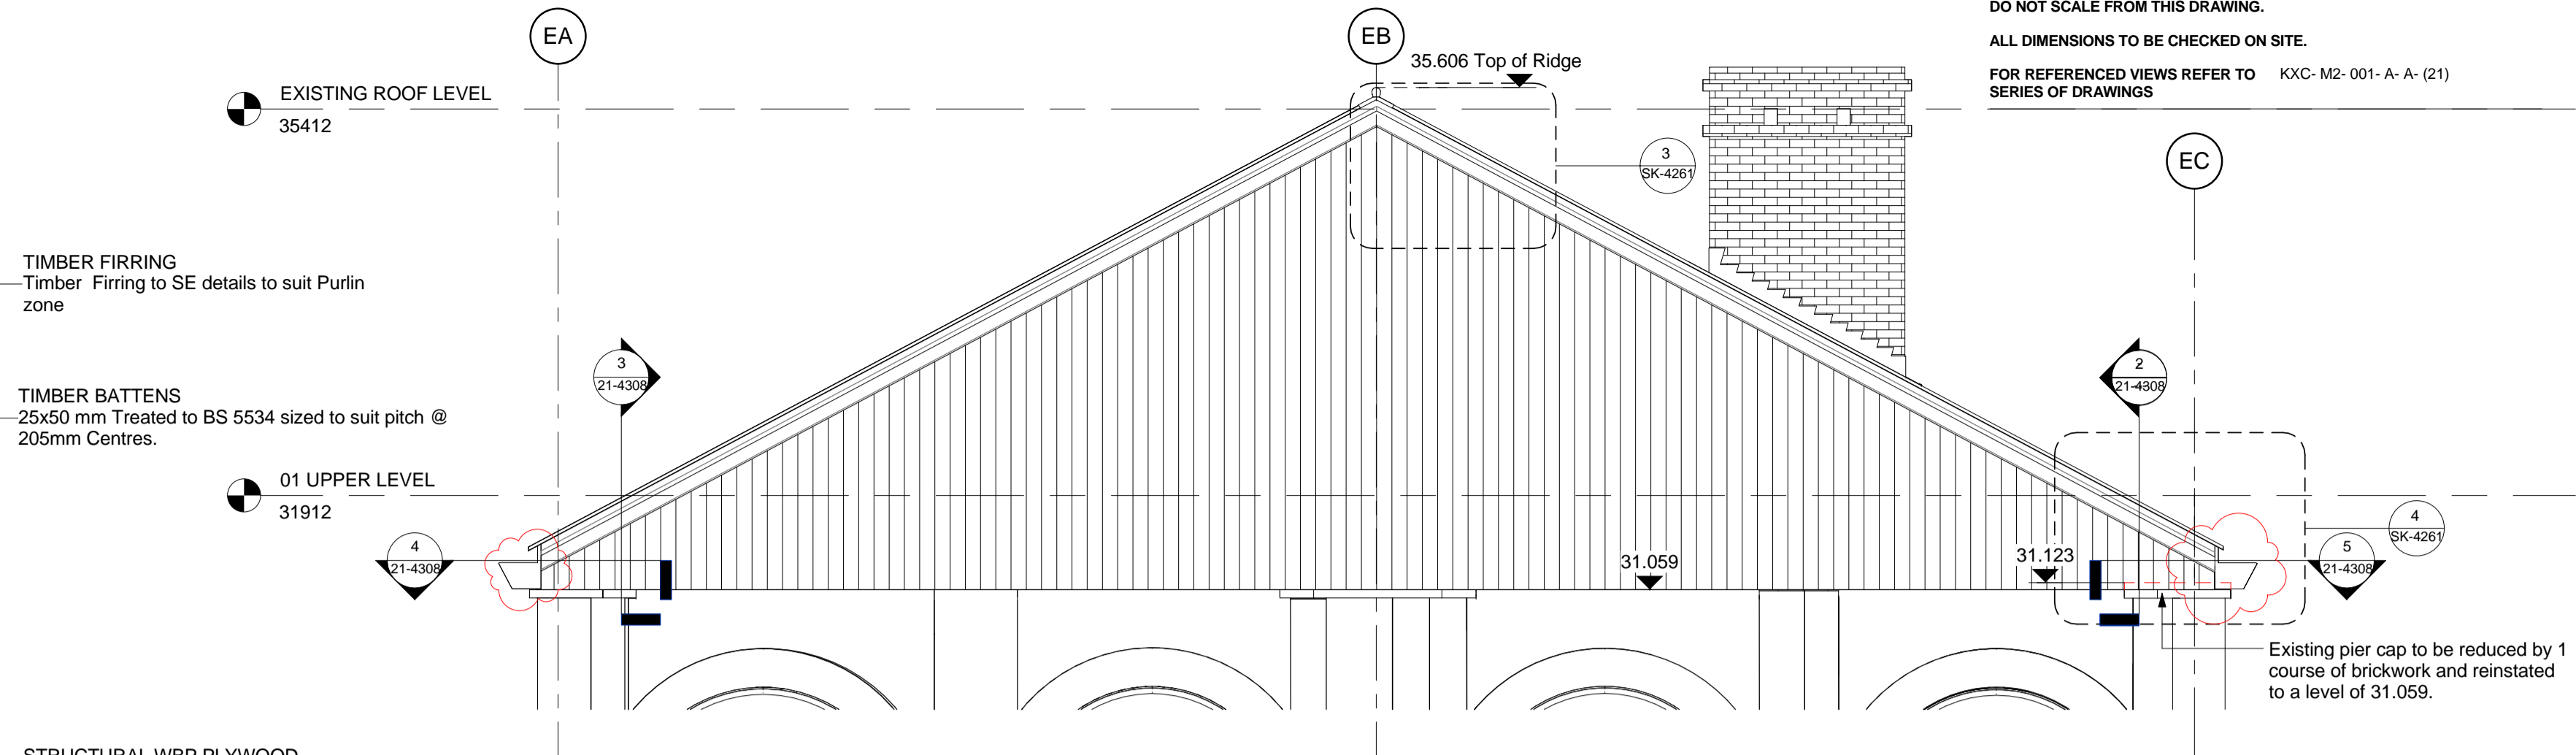 DO NOT SCALE FROM THIS DRAWING.
ALL DIMENSIONS TO BE CHECKED ON SITE.
FOR REFERENCED VIEWS REFER TO KXC- M2- 001- A- A- (21)
SERIES OF DRAWINGS
EA
EB
35.606 Top of Ridge
EXISTING ROOF LEVEL
35412
3
SK-4261
EC
TIMBER FIRRING
Timber Firring to SE details to suit Purlin
zone
3
21-4308
2
21-4308
TIMBER BATTENS
25x50 mm Treated to BS 5534 sized to suit pitch @
205mm Centres.
01 UPPER LEVEL
31912
4
21-4308
31.059
31.123
4
SK-4261
5
21-4308
Existing pier cap to be reduced by 1
course of brickwork and reinstated
to a level of 31.059.
STRUCTURAL WBP PLYWOOD